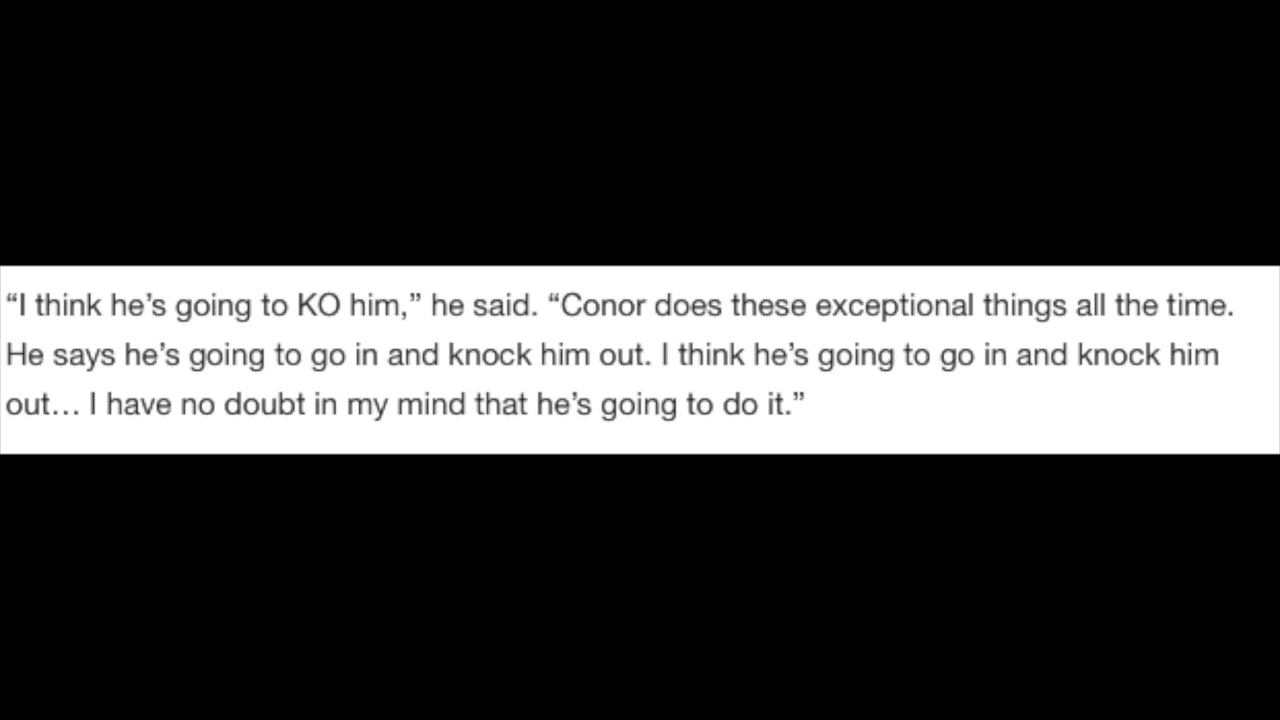 “I think he’s going to KO him,” he said. “Conor does these exceptional things all the time.
He says he’s going to go in and knock him out. I think he’s going to go in and knock him
out… I have no doubt in my mind that he’s going to do it.”